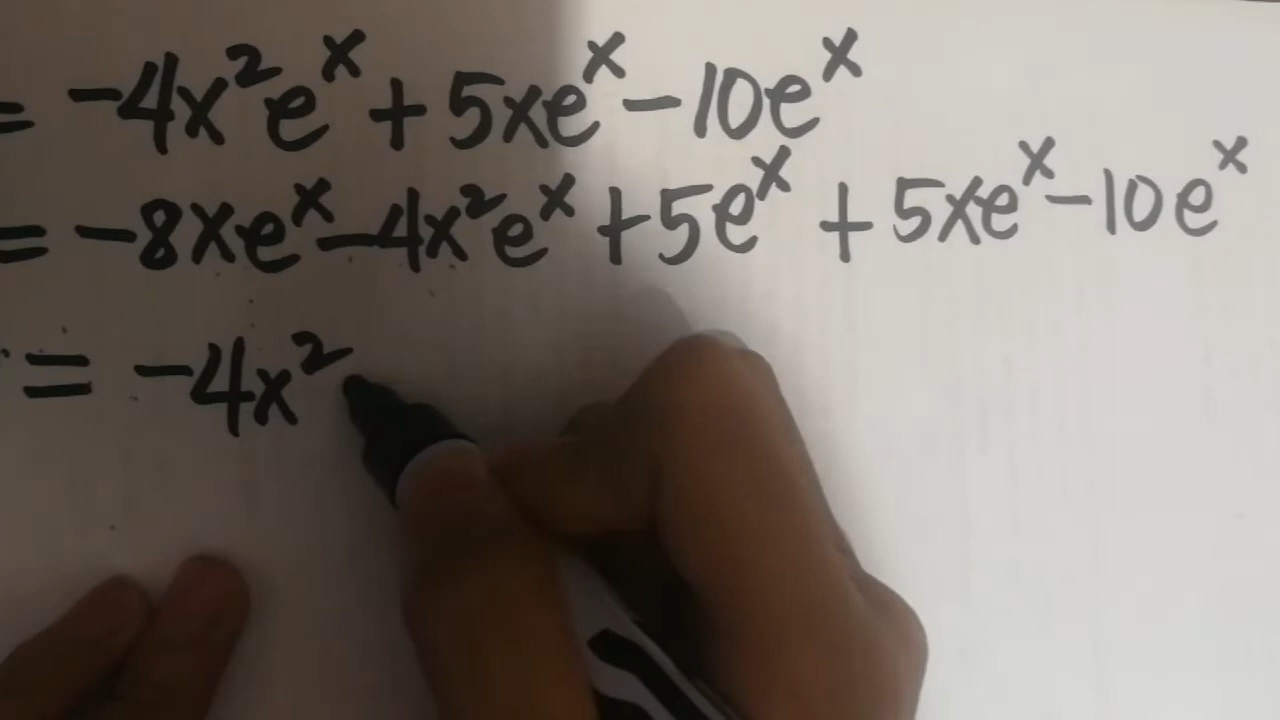 = -4x²eˣ + 5xeˣ - 10eˣ
= -8xeˣ - 4x²eˣ + 5eˣ + 5xeˣ - 10eˣ
= -4x²